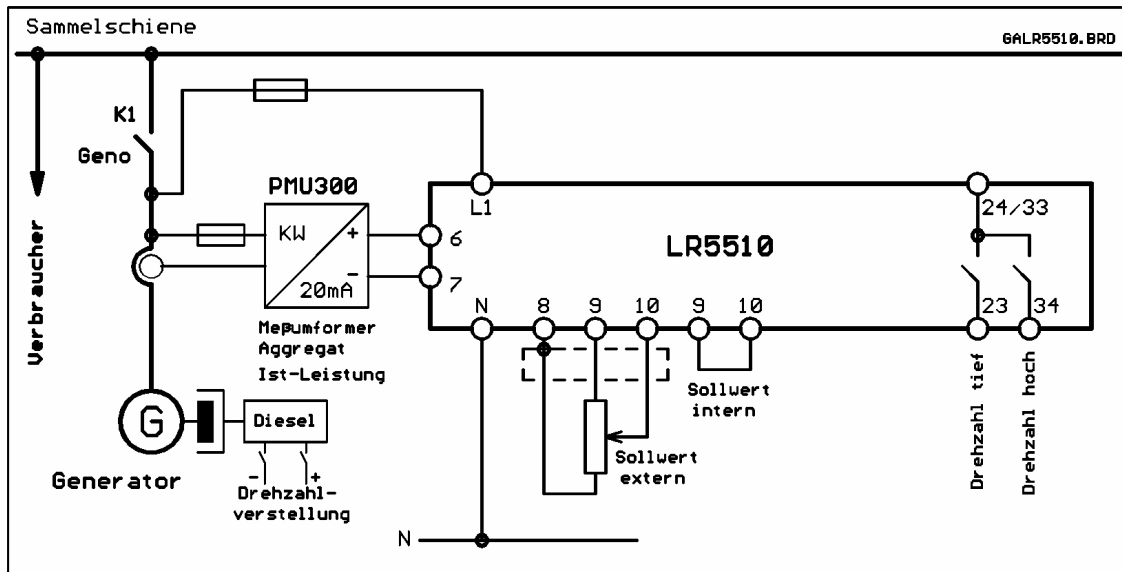 Sammelschiene
GALR5510.BRD
K1
Geno
Verbraucher
PMU300
KW
+
-
20mA
Meßumformer
Aggregat
Ist-Leistung
L1
6
7
N
LR5510
24/33
8
9
10
9
10
23
34
Sollwert
intern
Sollwert
extern
Drehzahl tief
Drehzahl hoch
G
Generator
Diesel
-
+
Drehzahl-
verstellung
N